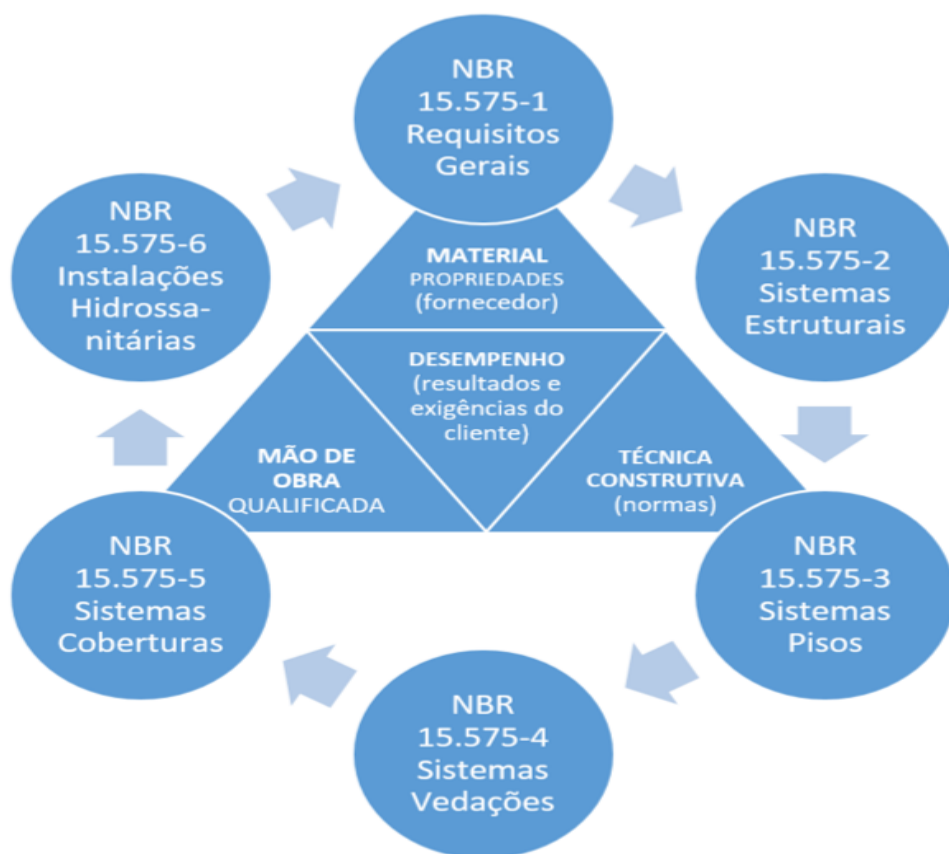 NBR
15.575-1
Requisitos
Gerais
NBR
15.575-2
Sistemas
Estruturais
NBR
15.575-3
Sistemas
Pisos
NBR
15.575-4
Sistemas
Vedações
NBR
15.575-5
Sistemas
Coberturas
NBR
15.575-6
Instalações
Hidrossa-
nitárias
MATERIAL
PROPRIEDADES
(fornecedor)
DESEMPENHO
(resultados e
exigências do
cliente)
MÃO DE
OBRA
QUALIFICADA
TÉCNICA
CONSTRUTIVA
(normas)